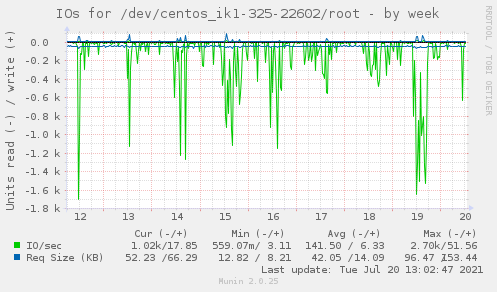 IOs for /dev/centos_ik1-325-22602/root - by week
RRDTOOL / TOBI OETIKER
Units read (-) / write (+)
0.0
-0.2 k
-0.4 k
-0.6 k
-0.8 k
-1.0 k
-1.2 k
-1.4 k
-1.6 k
-1.8 k
12 13 14 15 16 17 18 19 20
Cur (-/+) Min (-/+) Avg (-/+) Max (-/+)
IO/sec 1.02k/17.85 559.07m/ 3.11 141.50 / 6.33 2.70k/51.56
Req Size (KB) 52.23 /66.29 12.82 / 8.21 42.05 /14.09 96.47 /153.44
Last update: Tue Jul 20 13:02:47 2021
Munin 2.0.25